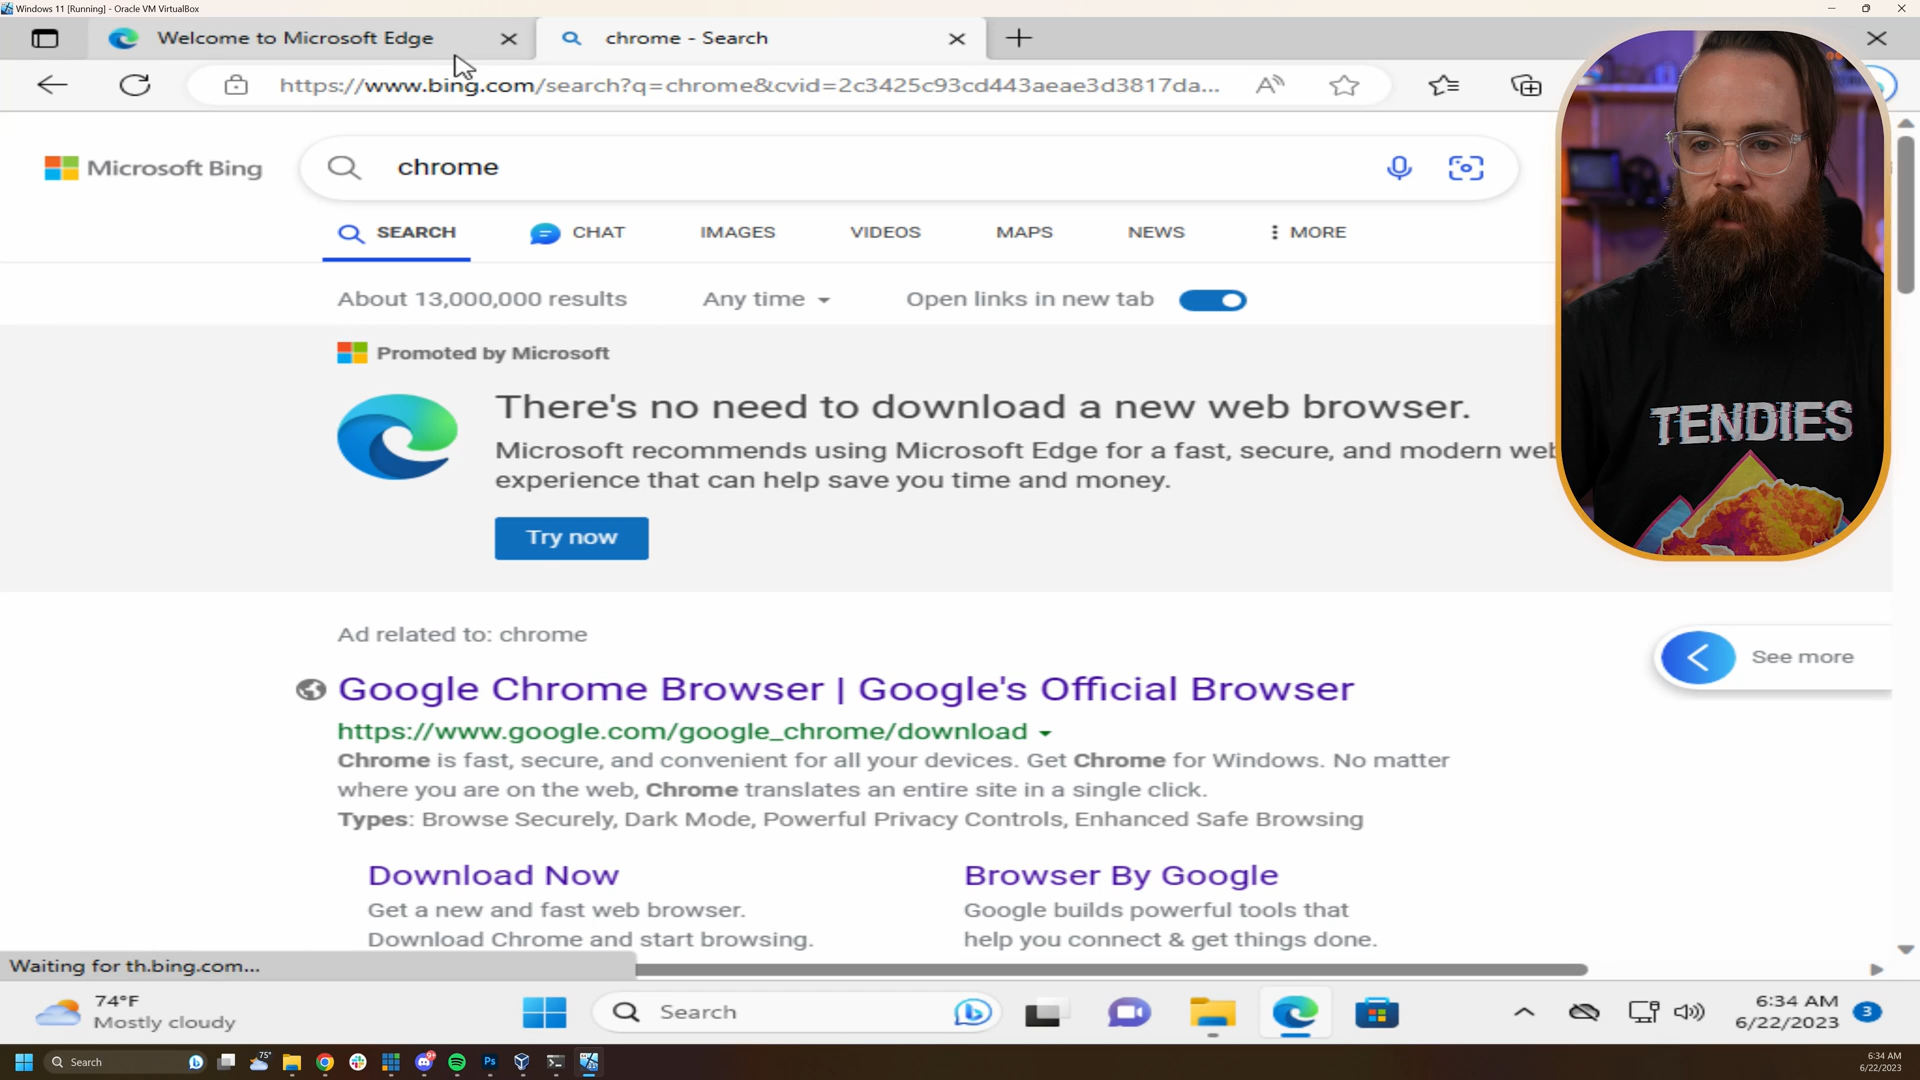 Windows 11 [Running] - Oracle VM VirtualBox
Welcome to Microsoft Edge
chrome - Search
https://www.bing.com/search?q=chrome&cvid=2c3425c93cd443aeae3d3817da...
Microsoft Bing
chrome
SEARCH
CHAT
IMAGES
VIDEOS
MAPS
NEWS
MORE
About 13,000,000 results
Any time
Open links in new tab
Promoted by Microsoft
There's no need to download a new web browser.
Microsoft recommends using Microsoft Edge for a fast, secure, and modern web
experience that can help save you time and money.
Try now
TENDIES
Ad related to: chrome
See more
Google Chrome Browser | Google's Official Browser
https://www.google.com/google_chrome/download
Chrome is fast, secure, and convenient for all your devices. Get Chrome for Windows. No matter
where you are on the web, Chrome translates an entire site in a single click.
Types: Browse Securely, Dark Mode, Powerful Privacy Controls, Enhanced Safe Browsing
Download Now
Get a new and fast web browser.
Download Chrome and start browsing.
Browser By Google
Google builds powerful tools that
help you connect & get things done.
Waiting for th.bing.com...
74°F
Mostly cloudy
Search
6:34 AM
6/22/2023
3
Search
75°
Ps
6:34 AM
6/22/2023